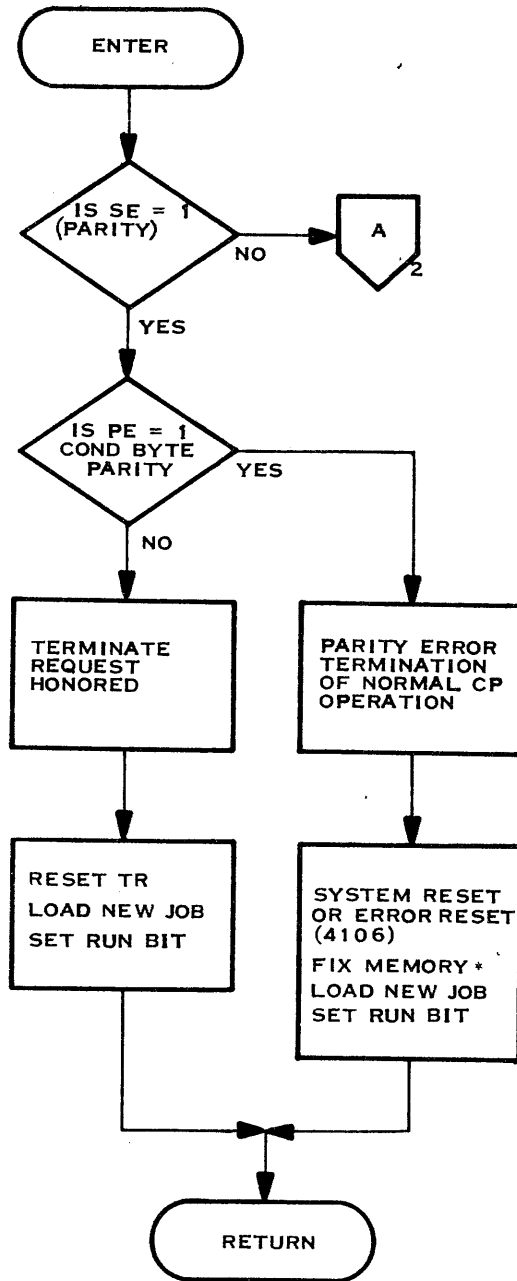 ENTER
IS SE = 1
(PARITY)
NO
A
2
YES
IS PE = 1
COND BYTE
PARITY
YES
NO
TERMINATE
REQUEST
HONORED
PARITY ERROR
TERMINATION
OF NORMAL CP
OPERATION
RESET TR
LOAD NEW JOB
SET RUN BIT
SYSTEM RESET
OR ERROR RESET
(4106)
FIX MEMORY *
LOAD NEW JOB
SET RUN BIT
RETURN